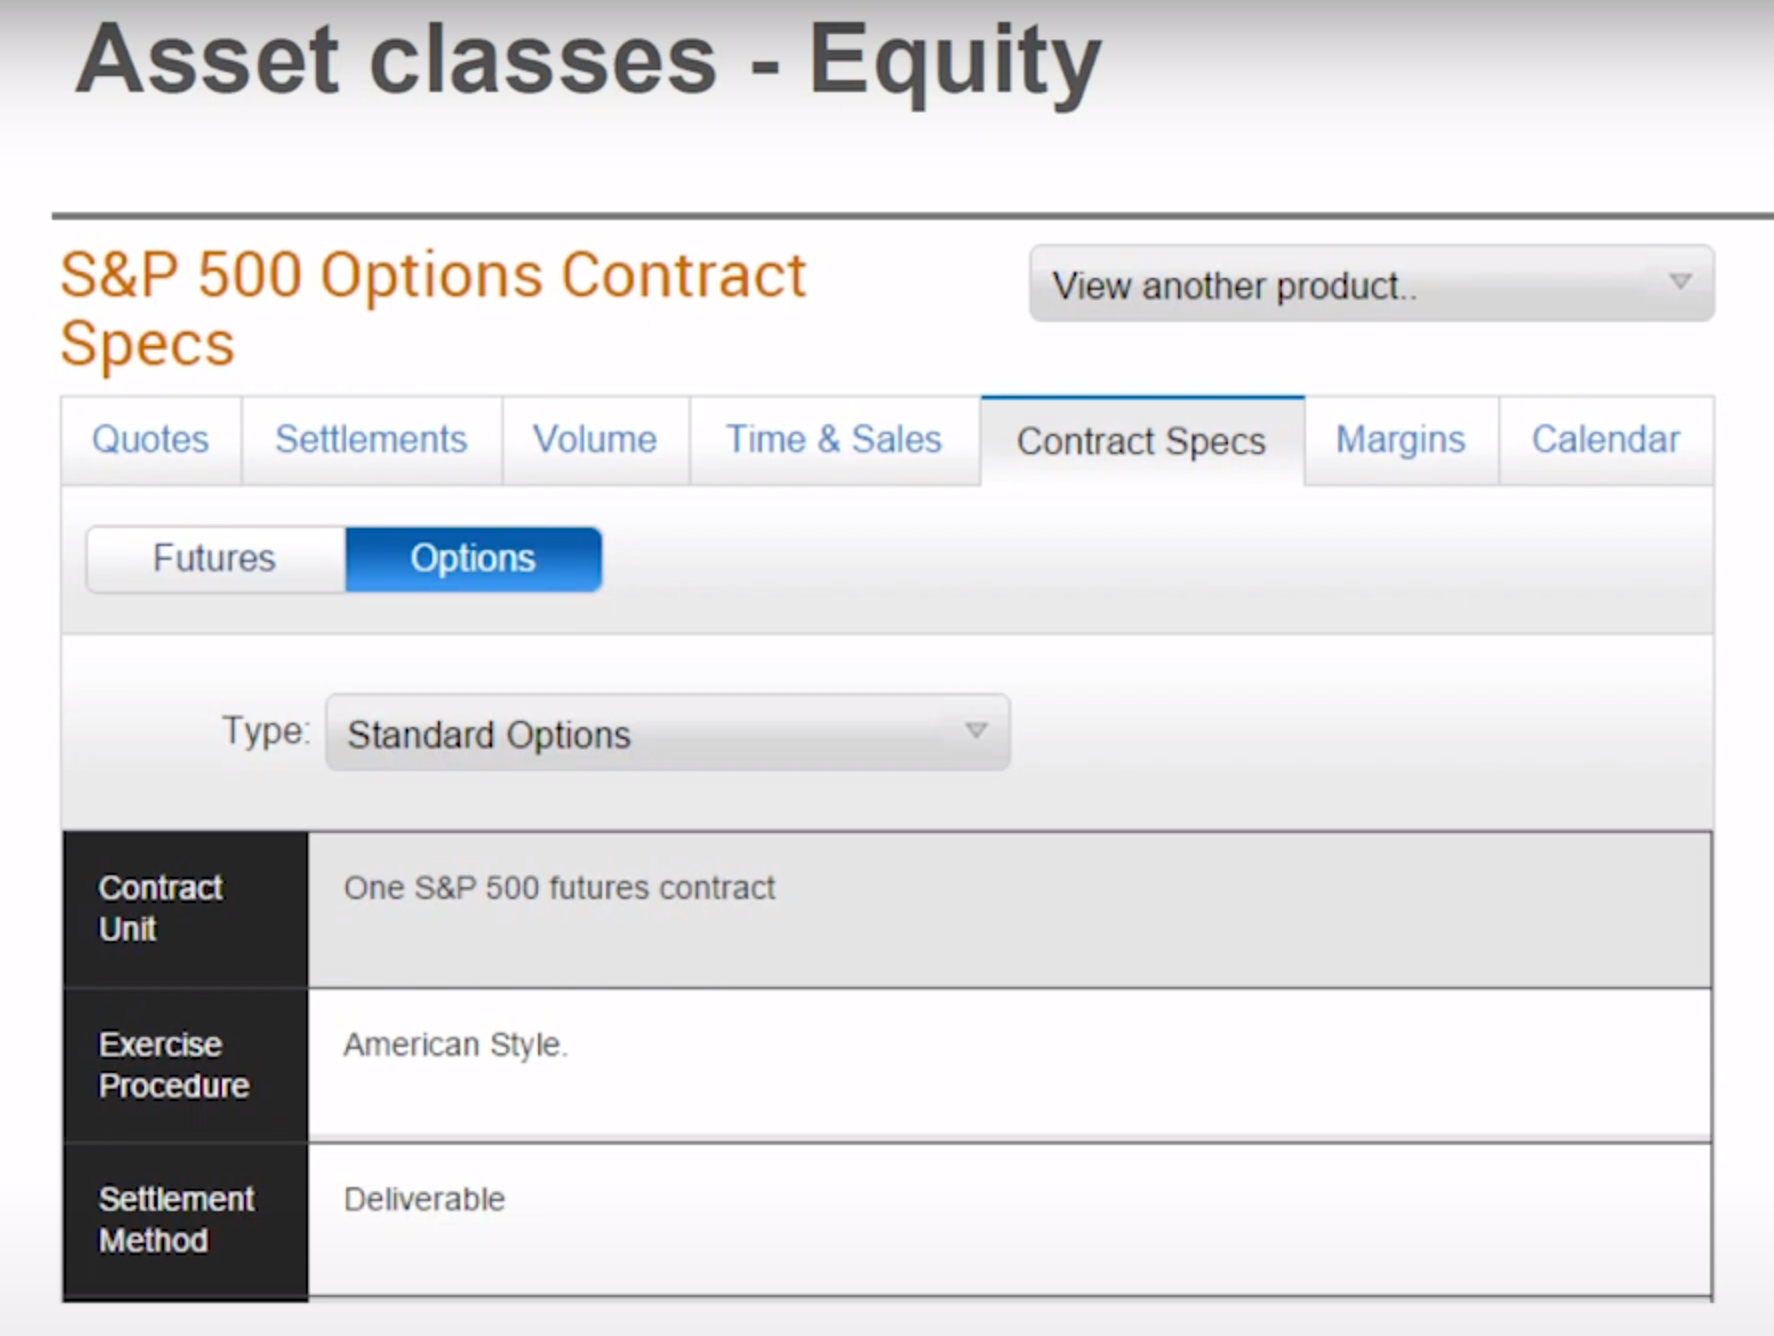 Asset classes - Equity
S&P 500 Options Contract
Specs
View another product..
Quotes
Settlements
Volume
Time & Sales
Contract Specs
Margins
Calendar
Futures
Options
Type:
Standard Options
Contract
Unit
One S&P 500 futures contract
Exercise
Procedure
American Style.
Settlement
Method
Deliverable